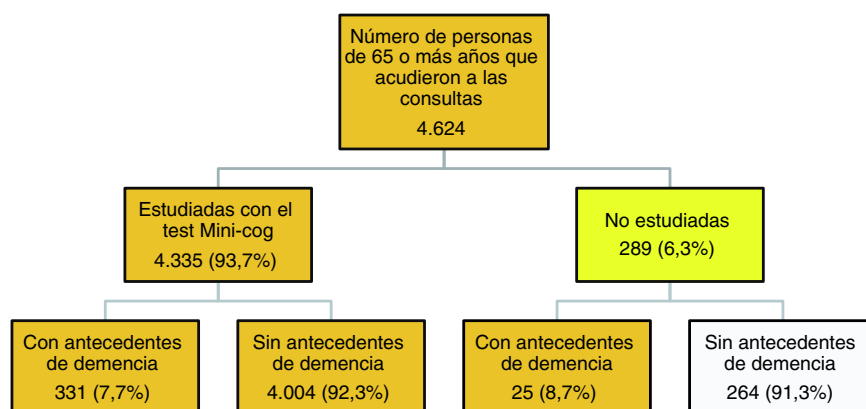 Número de personas
de 65 o más años que
acudieron a las
consultas
4.624
Estudiadas con el
test Mini-cog
4.335 (93,7%)
No estudiadas
289 (6,3%)
Con antecedentes
de demencia
331 (7,7%)
Sin antecedentes
de demencia
4.004 (92,3%)
Con antecedentes
de demencia
25 (8,7%)
Sin antecedentes
de demencia
264 (91,3%)